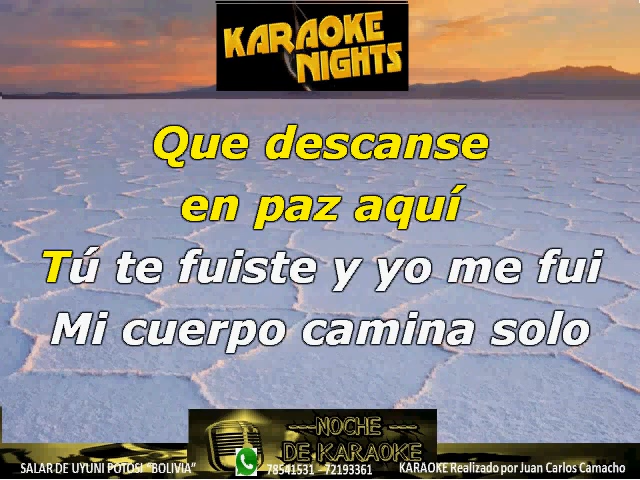 KARAOKE
NIGHTS
Que descanse
en paz aquí
Tú te fuiste y yo me fui
Mi cuerpo camina solo
NOCHE
DE KARAOKE
SALAR DE UYUNI POTOSI "BOLIVIA" 78541531 72193361 KARAOKE Realizado por Juan Carlos Camacho